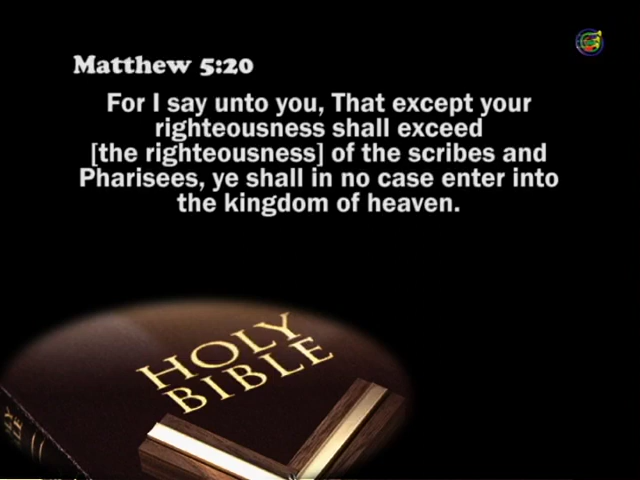 Matthew 5:20
For I say unto you, That except your
righteousness shall exceed
[the righteousness] of the scribes and
Pharisees, ye shall in no case enter into
the kingdom of heaven.
HOLY
BIBLE